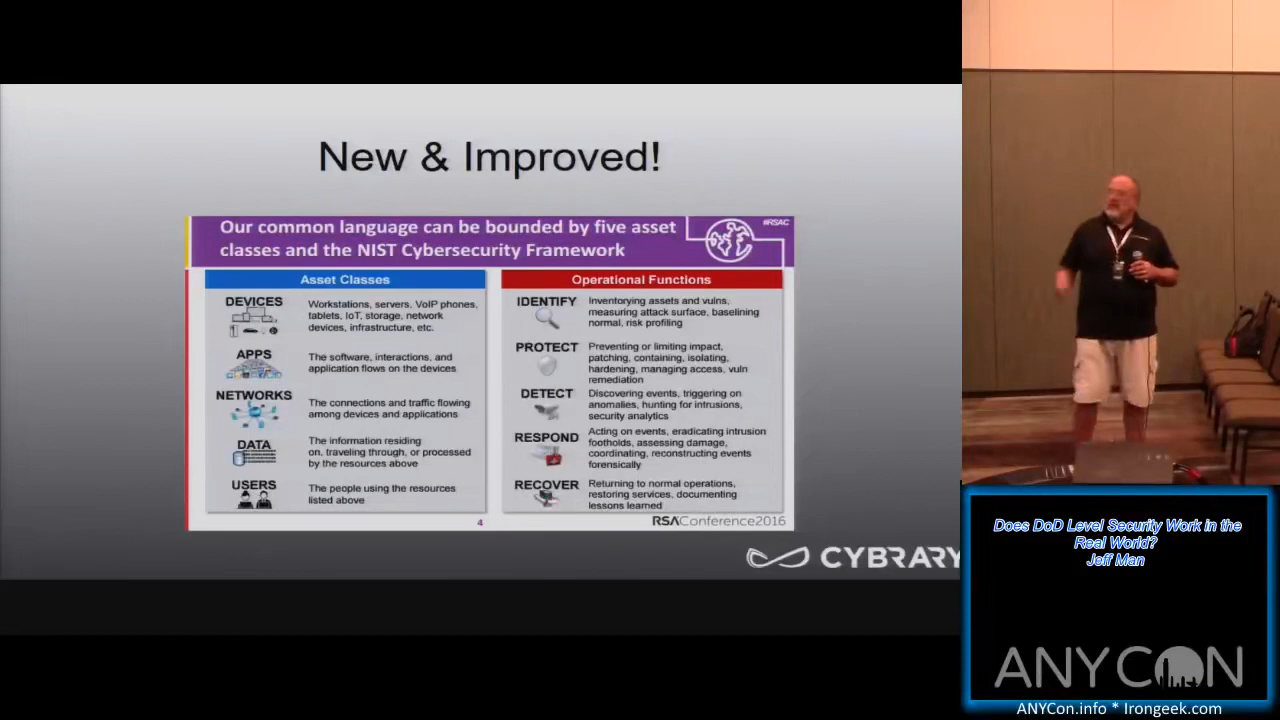 New & Improved!
Our common language can be bounded by five asset
classes and the NIST Cybersecurity Framework
#RSAC
Asset Classes
DEVICES
Workstations, servers, VoIP phones,
tablets, IoT, storage, network
devices, infrastructure, etc.
APPS
The software, interactions, and
application flows on the devices
NETWORKS
The connections and traffic flowing
among devices and applications
DATA
The information residing
on, traveling through, or processed
by the resources above
USERS
The people using the resources
listed above
Operational Functions
IDENTIFY
Inventorying assets and vulns,
measuring attack surface, baselining
normal, risk profiling
PROTECT
Preventing or limiting impact,
patching, containing, isolating,
hardening, managing access, vuln
remediation
DETECT
Discovering events, triggering on
anomalies, hunting for intrusions,
security analytics
RESPOND
Acting on events, eradicating intrusion
footholds, assessing damage,
coordinating, reconstructing events
forensically
RECOVER
Returning to normal operations,
restoring services, documenting
lessons learned
4
RSAConference2016
CYBRARY
Does DoD Level Security Work in the
Real World?
Jeff Man
ANYCON
ANYCon.info * Irongeek.com